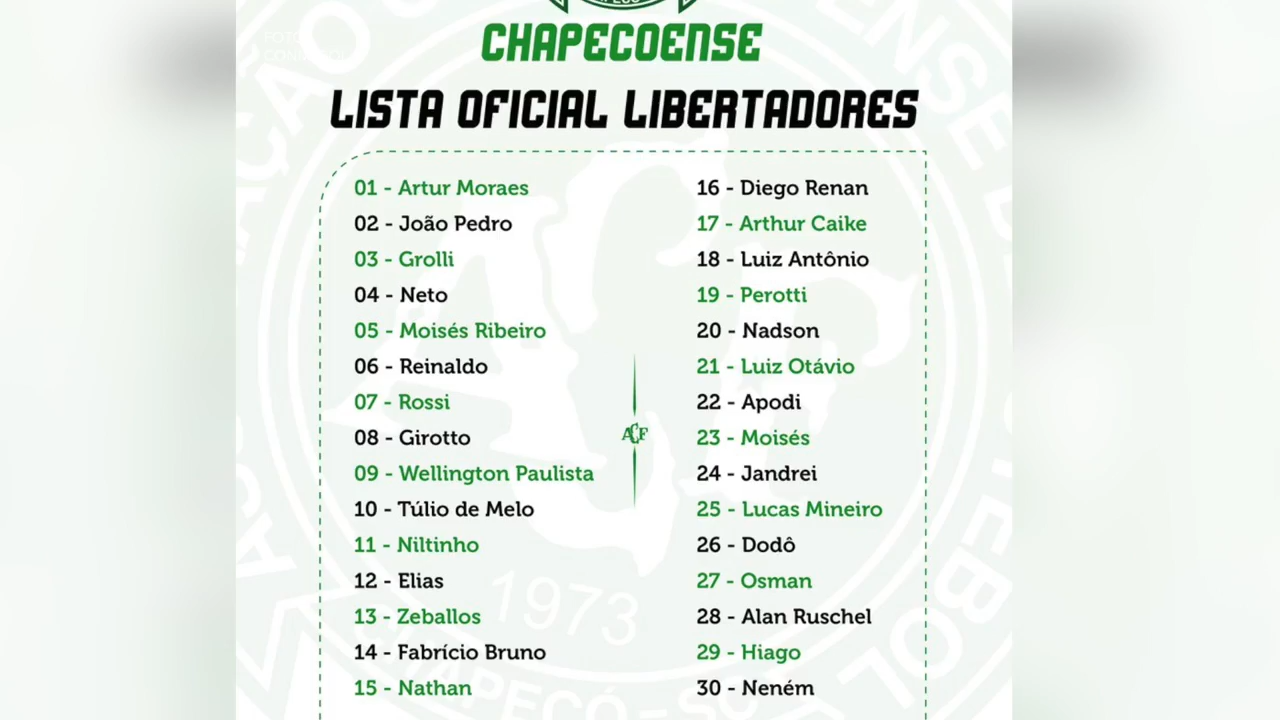 CHAPECOENSE
LISTA OFICIAL LIBERTADORES
01 - Artur Moraes
02 - João Pedro
03 - Grolli
04 - Neto
05 - Moisés Ribeiro
06 - Reinaldo
07 - Rossi
08 - Girotto
09 - Wellington Paulista
10 - Túlio de Melo
11 - Niltinho
12 - Elias
13 - Zeballos
14 - Fabrício Bruno
15 - Nathan
ACF
16 - Diego Renan
17 - Arthur Caike
18 - Luiz Antônio
19 - Perotti
20 - Nadson
21 - Luiz Otávio
22 - Apodi
23 - Moisés
24 - Jandrei
25 - Lucas Mineiro
26 - Dodô
27 - Osman
28 - Alan Ruschel
29 - Hiago
30 - Neném
1973